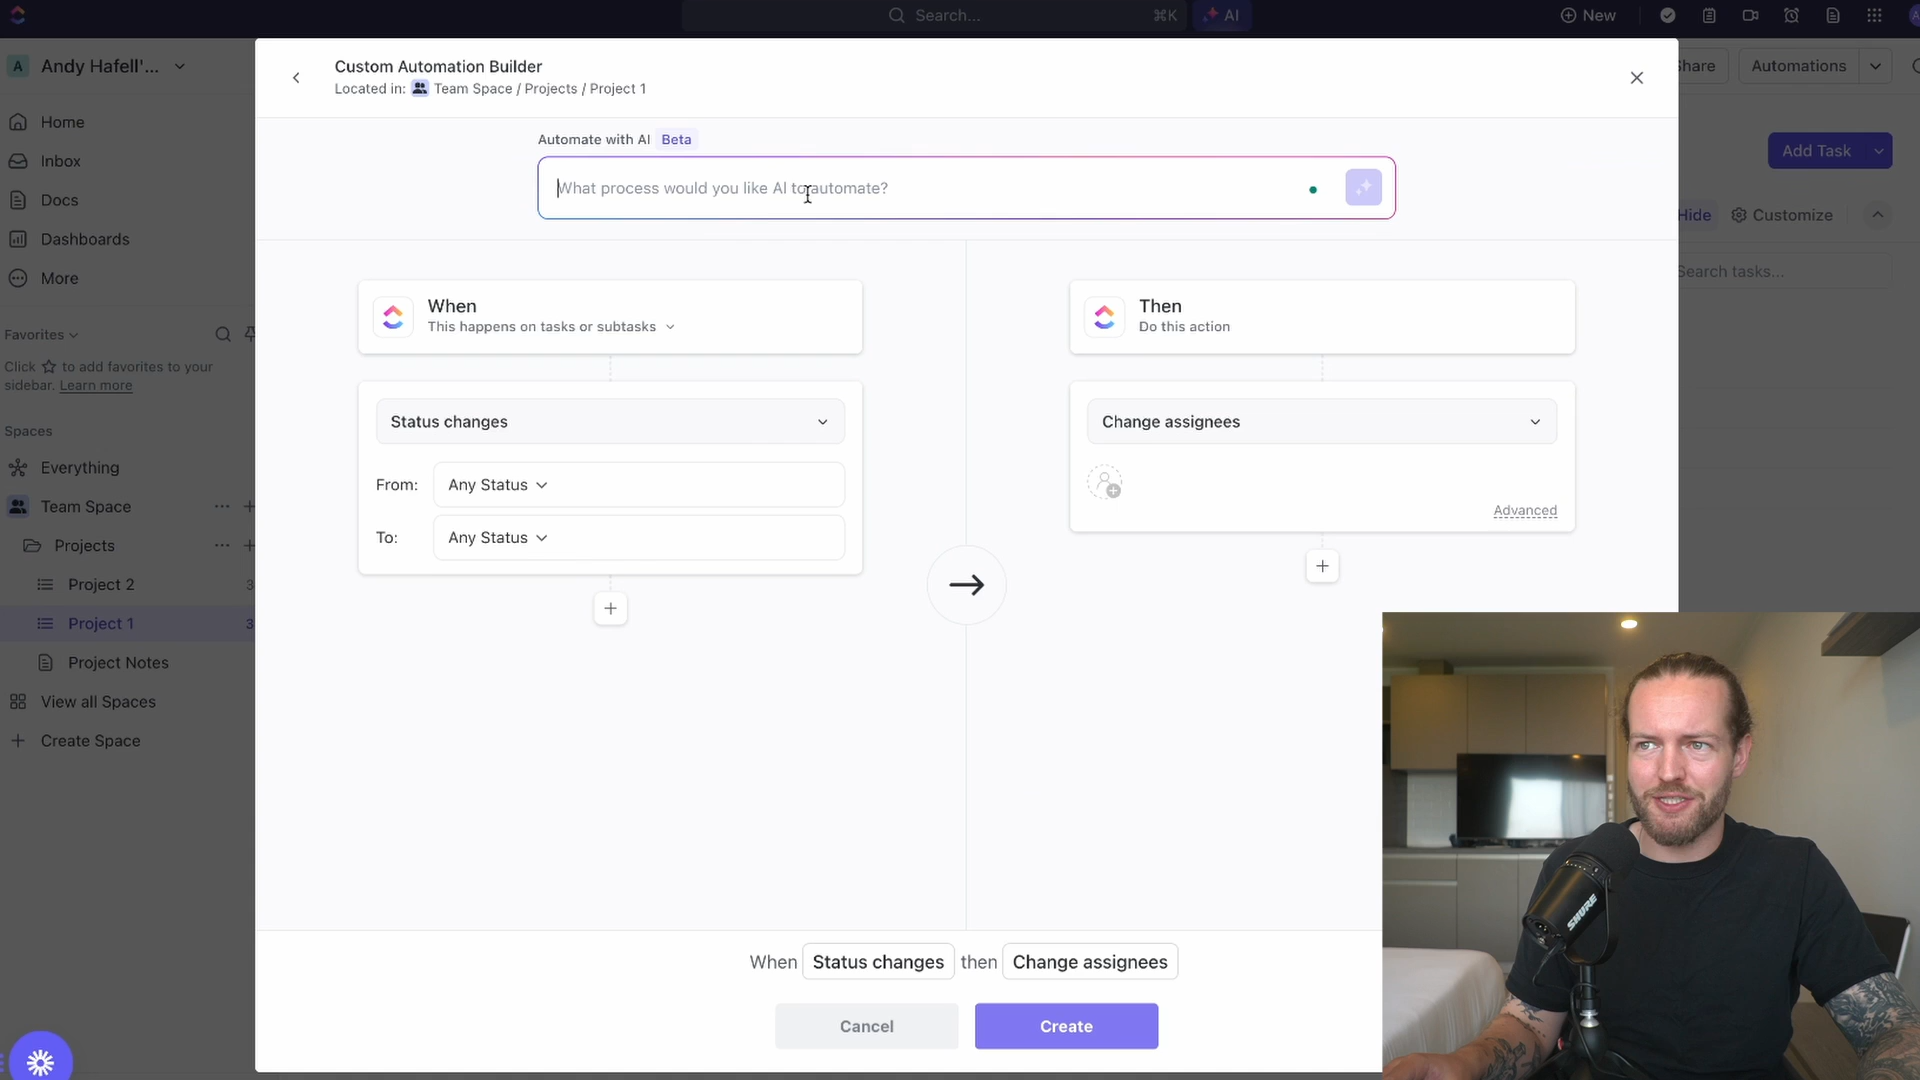 Search...
⌘K
AI
New
A
Andy Hafell'...
Home
Inbox
Docs
Dashboards
More
Favorites
Click ☆ to add favorites to your
sidebar. Learn more
Spaces
Everything
Team Space
Projects
Project 2
3
Project 1
3
Project Notes
View all Spaces
Create Space
Custom Automation Builder
Located in: Team Space / Projects / Project 1
Automate with AI Beta
What process would you like AI to automate?
When
This happens on tasks or subtasks
Status changes
From:
Any Status
To:
Any Status
Then
Do this action
Change assignees
Advanced
When Status changes then Change assignees
Cancel
Create
Share
Automations
Add Task
Hide
Customize
Search tasks...
SHURE